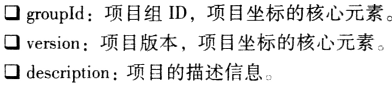 ❑ groupId：项目组 ID，项目坐标的核心元素。
❑ version：项目版本，项目坐标的核心元素。
❑ description：项目的描述信息。